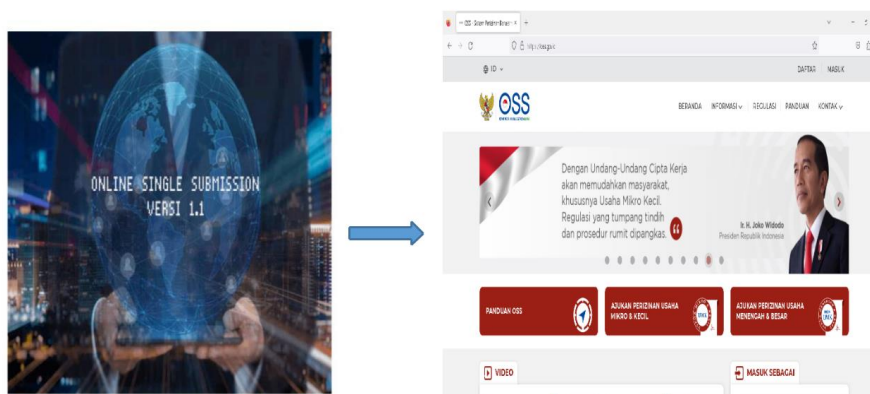 ONLINE SINGLE SUBMISSION
VERSI 1.1
ID
DAFTAR
MASUK
OSS
BERANDA
INFORMASI
REGULASI
PANDUAN
KONTAK
Dengan Undang-Undang Cipta Kerja
akan memudahkan masyarakat,
khususnya Usaha Mikro Kecil.
Regulasi yang tumpang tindih
dan prosedur rumit dipangkas.
Ir. H. Joko Widodo
Presiden Republik Indonesia
PANDUAN OSS
AJUKAN PERIZINAN USAHA
MIKRO & KECIL
AJUKAN PERIZINAN USAHA
MENENGAH & BESAR
VIDEO
MASUK SEBAGAI